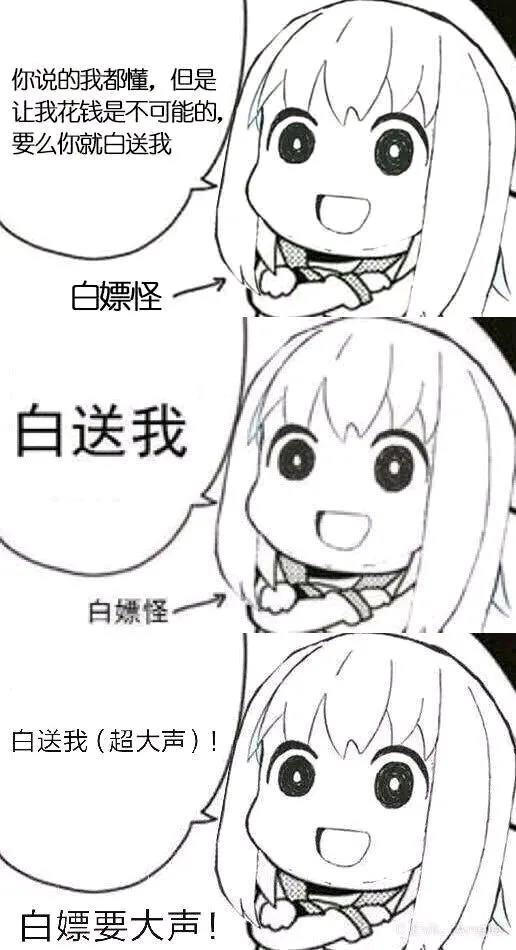 你说的我都懂，但是
让我花钱是不可能的，
要么你就白送我
白嫖怪
白送我
白嫖怪
白送我（超大声）！
白嫖要大声！